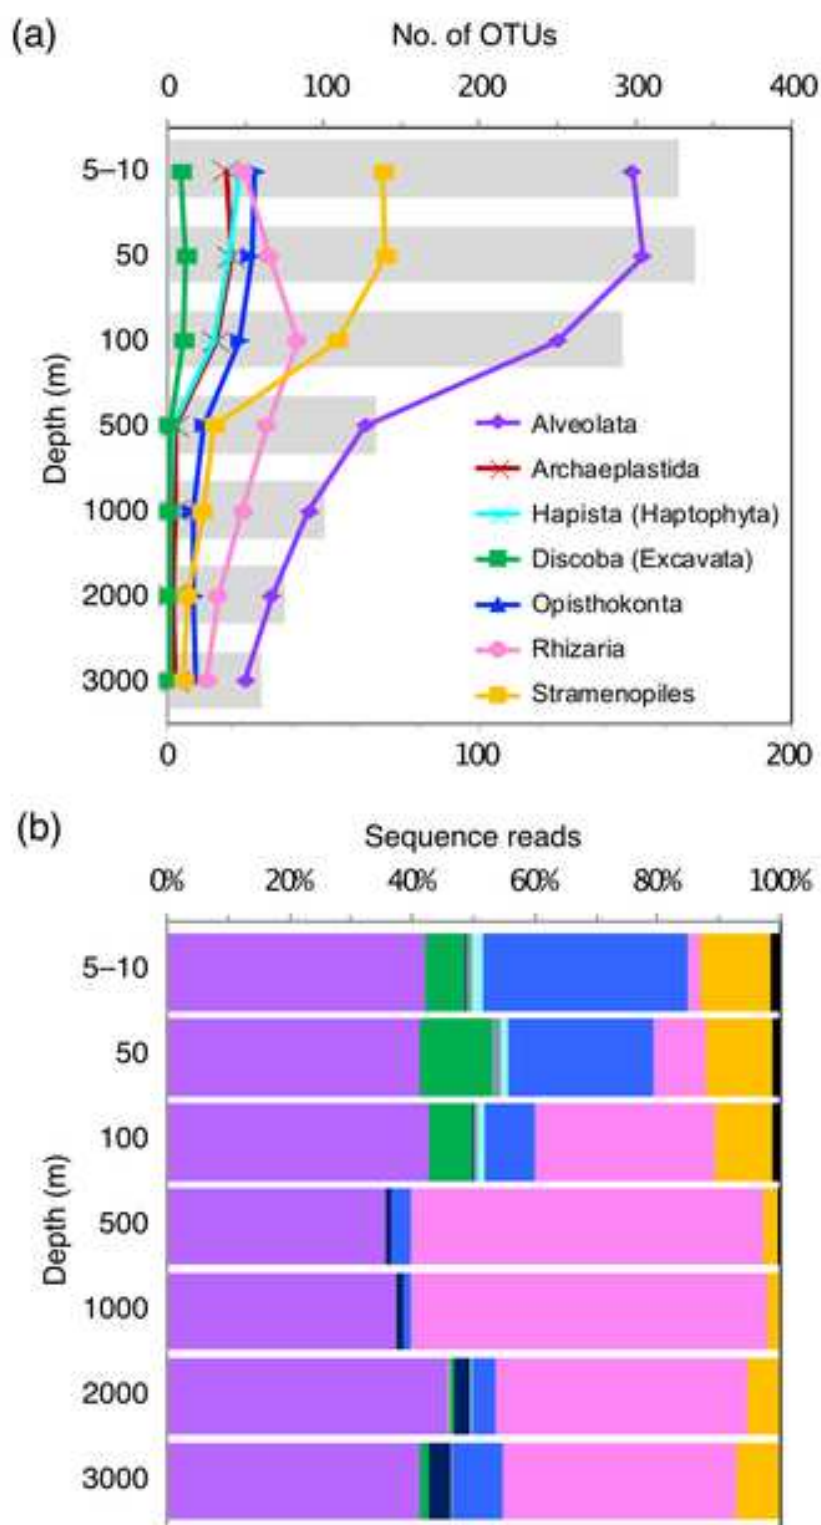 (a)
No. of OTUs
0 100 200 300 400
5–10
50
100
500
1000
2000
3000
Depth (m)
Alveolata
Archaeplastida
Hapista (Haptophyta)
Discoba (Excavata)
Opisthokonta
Rhizaria
Stramenopiles
0 100 200
(b)
Sequence reads
0% 20% 40% 60% 80% 100%
5–10
50
100
500
1000
2000
3000
Depth (m)